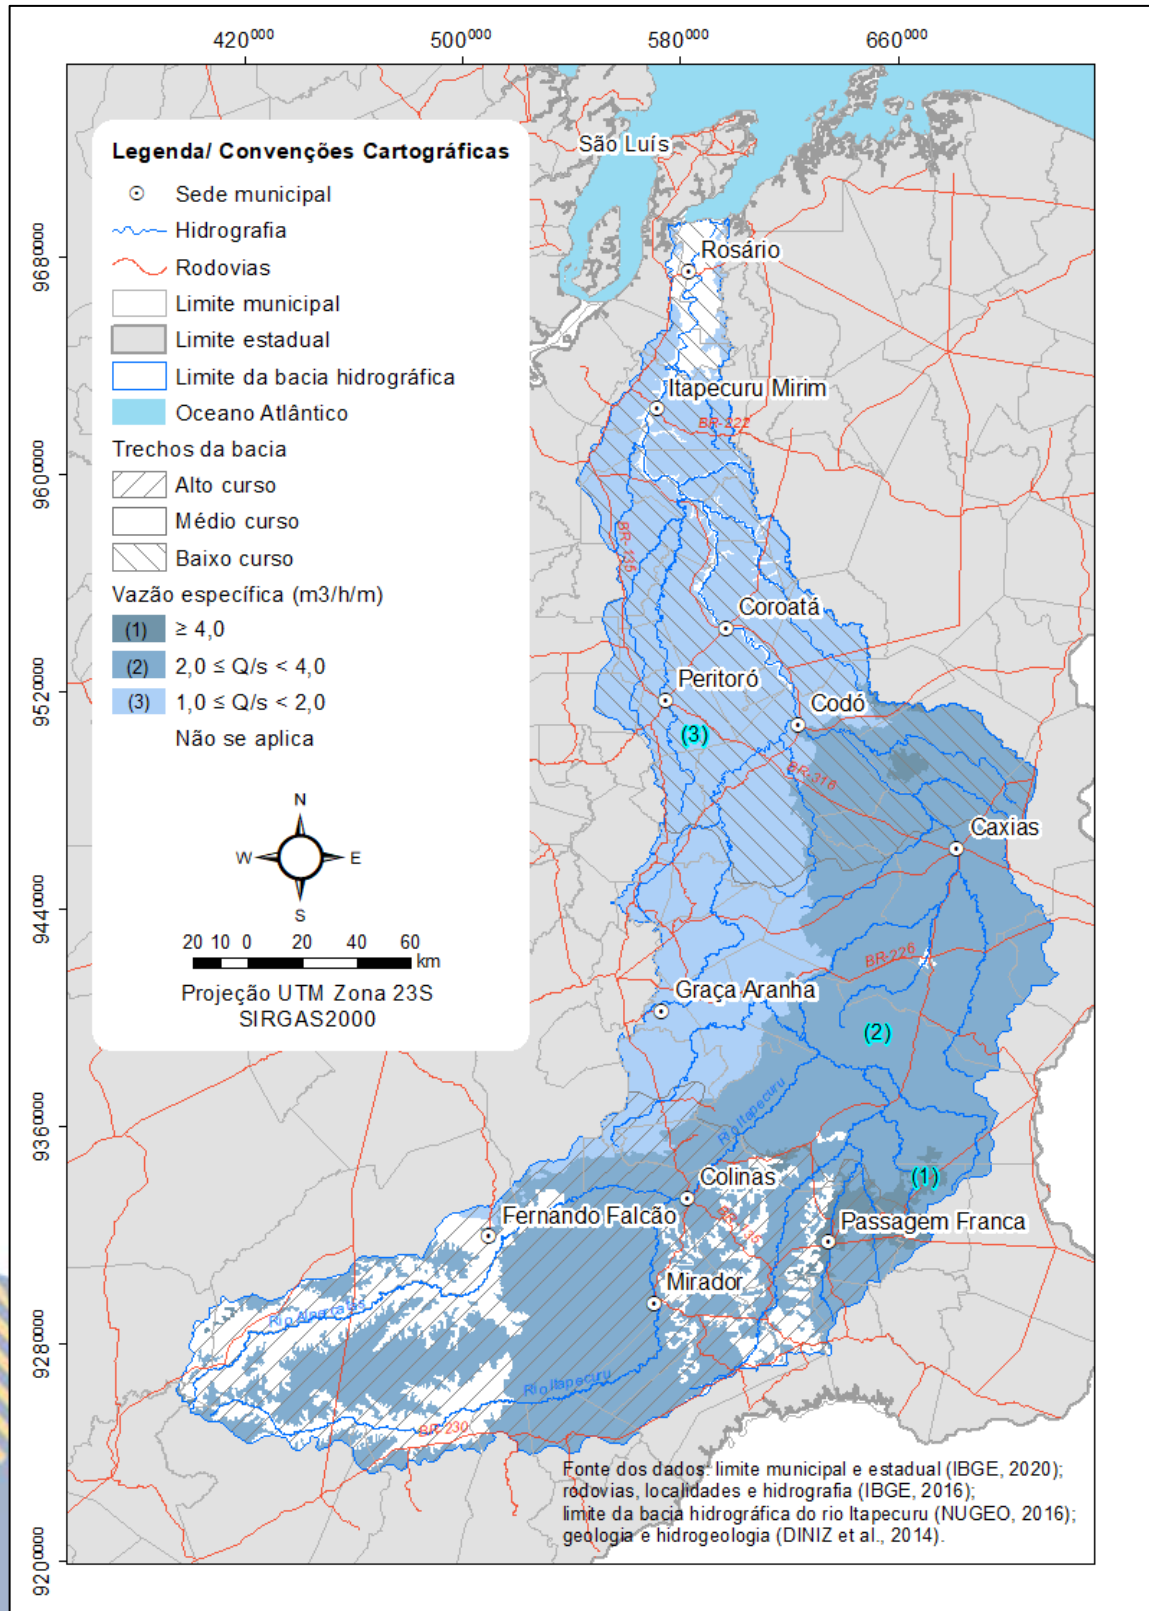 420000
500000
580000
660000
Legenda/ Convenções Cartográficas
Sede municipal
Hidrografia
Rodovias
Limite municipal
Limite estadual
Limite da bacia hidrográfica
Oceano Atlântico
Trechos da bacia
Alto curso
Médio curso
Baixo curso
Vazão específica (m3/h/m)
(1) ≥ 4,0
(2) 2,0 ≤ Q/s < 4,0
(3) 1,0 ≤ Q/s < 2,0
Não se aplica
N
W E
S
20 10 0 20 40 60
km
Projeção UTM Zona 23S
SIRGAS2000
9680000
9600000
9520000
9440000
9360000
9280000
9200000
São Luís
Rosário
Itapecuru Mirim
BR-222
BR-135
Coroatá
Peritoró
Codó
(3)
BR-316
Caxias
BR-226
Graça Aranha
(2)
Rio Itapecuru
(1)
Colinas
Fernando Falcão
BR-135
Passagem Franca
Mirador
Rio Alpercatas
Rio Itapecuru
BR-230
Fonte dos dados: limite municipal e estadual (IBGE, 2020);
rodovias, localidades e hidrografia (IBGE, 2016);
limite da bacia hidrográfica do rio Itapecuru (NUGEO, 2016);
geologia e hidrogeologia (DINIZ et al., 2014).